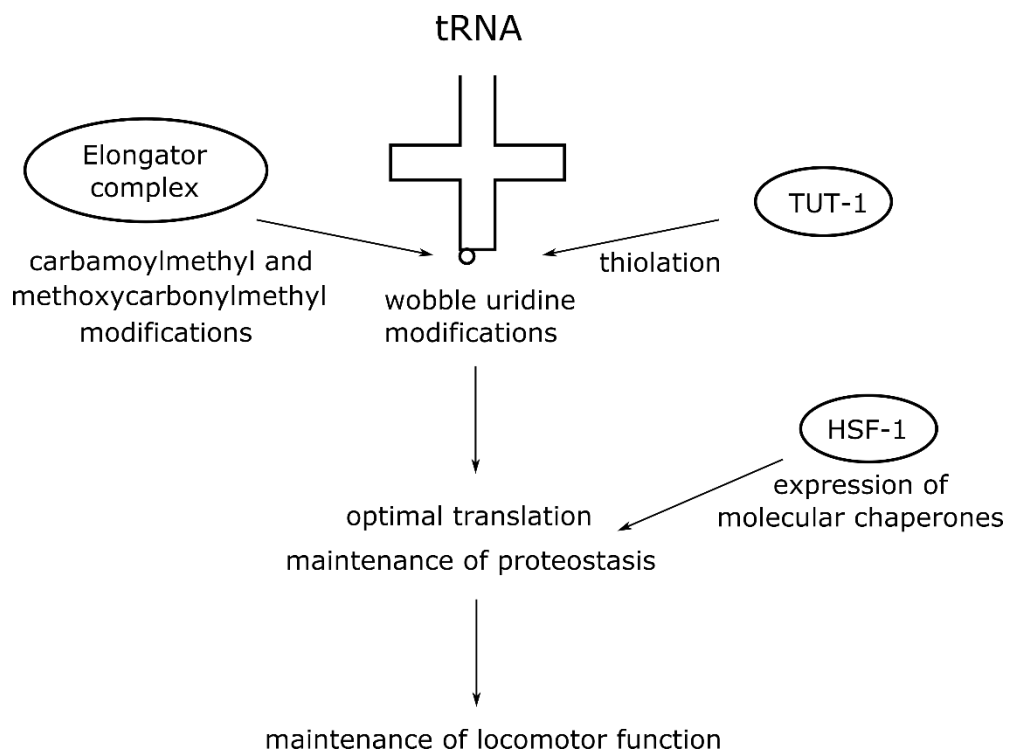 tRNA
Elongator
complex
TUT-1
carbamoylmethyl and
methoxycarbonylmethyl
modifications
thiolation
wobble uridine
modifications
HSF-1
expression of
molecular chaperones
optimal translation
maintenance of proteostasis
maintenance of locomotor function